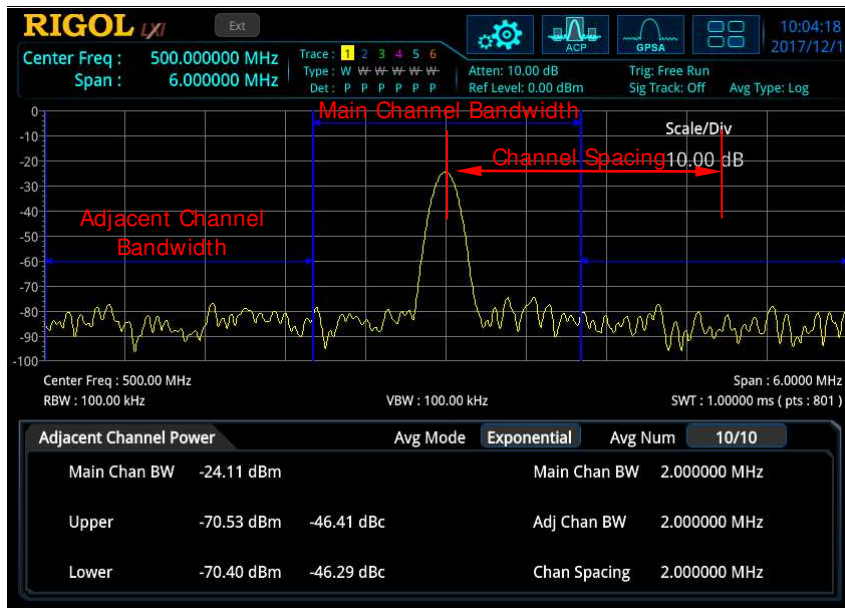 RIGOL LXI Ext 10:04:18
2017/12/1
ACP GPSA
Center Freq : 500.000000 MHz
Span : 6.000000 MHz
Trace : 1 2 3 4 5 6
Type : W W W W W W
Det : P P P P P P
Atten: 10.00 dB Trig: Free Run
Ref Level: 0.00 dBm Sig Track: Off Avg Type: Log
Main Channel Bandwidth
Scale/Div
10.00 dB
Channel Spacing
Adjacent Channel
Bandwidth
0
-10
-20
-30
-40
-50
-60
-70
-80
-90
-100
Center Freq : 500.00 MHz Span : 6.0000 MHz
RBW : 100.00 kHz VBW : 100.00 kHz SWT : 1.00000 ms ( pts : 801 )
Adjacent Channel Power Avg Mode Exponential Avg Num 10/10
Main Chan BW -24.11 dBm Main Chan BW 2.000000 MHz
Upper -70.53 dBm -46.41 dBc Adj Chan BW 2.000000 MHz
Lower -70.40 dBm -46.29 dBc Chan Spacing 2.000000 MHz